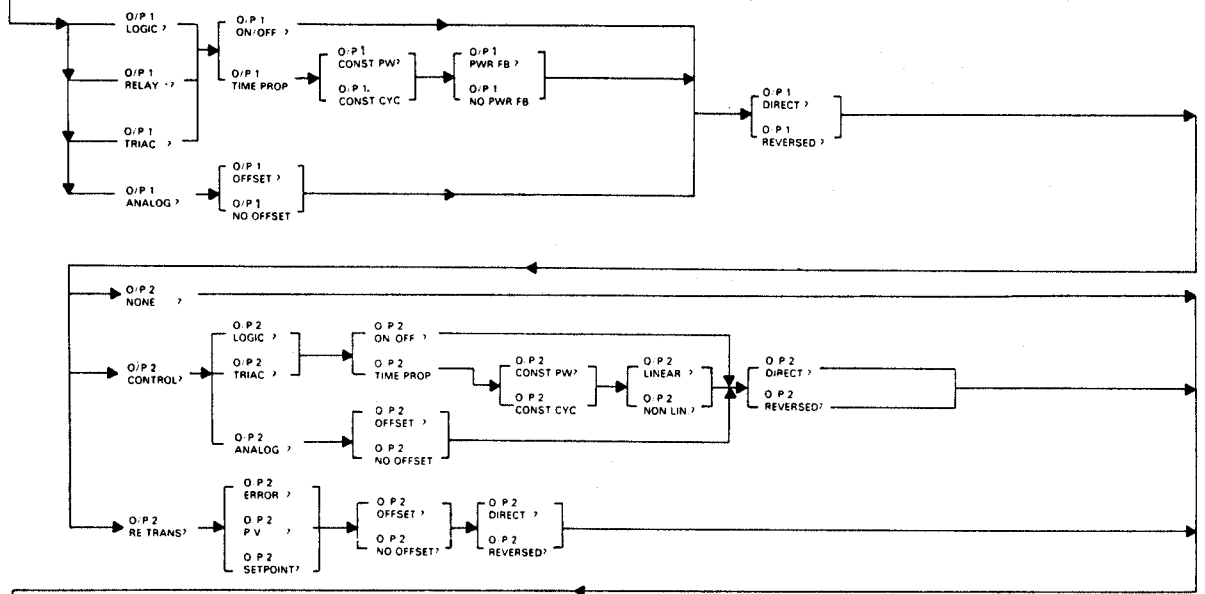 O/P 1
LOGIC ?
O/P 1
RELAY ·?
O/P 1
TRIAC ?
O/P 1
ANALOG ?
O/P 1
ON/OFF ?
O/P 1
TIME PROP
O/P 1
CONST PW?
O/P 1.
CONST CYC
O/P 1
PWR FB ?
O/P 1
NO PWR FB
O/P 1
OFFSET ?
O/P 1
NO OFFSET
O/P 1
DIRECT ?
O P 1
REVERSED ?
O/P 2
NONE ?
O/P 2
CONTROL?
O P 2
LOGIC ?
O/P 2
TRIAC ?
O P 2
ANALOG ?
O P 2
ON OFF ?
O P 2
TIME PROP
O P 2
CONST PW?
O P 2
CONST CYC
O P 2
LINEAR ?
O P 2
NON LIN.?
O P 2
OFFSET ?
O P 2
NO OFFSET
O P 2
DIRECT ?
O P 2
REVERSED?
O/P 2
RE TRANS?
O P 2
ERROR ?
O P 2
P V ?
O P 2
SETPOINT?
O P 2
OFFSET ?
O P 2
NO OFFSET?
O P 2
DIRECT ?
O P 2
REVERSED?